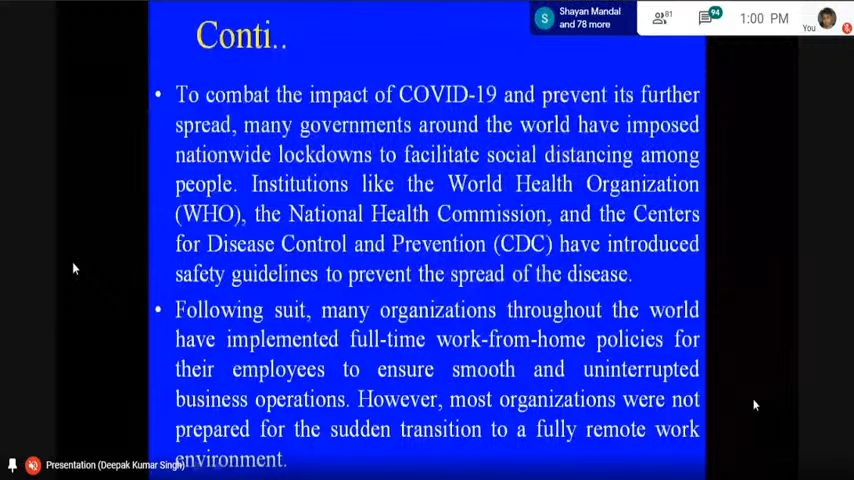 Conti..
Shayan Mandal
and 78 more
S
81
94
1:00 PM
You
• To combat the impact of COVID-19 and prevent its further
spread, many governments around the world have imposed
nationwide lockdowns to facilitate social distancing among
people. Institutions like the World Health Organization
(WHO), the National Health Commission, and the Centers
for Disease Control and Prevention (CDC) have introduced
safety guidelines to prevent the spread of the disease.
• Following suit, many organizations throughout the world
have implemented full-time work-from-home policies for
their employees to ensure smooth and uninterrupted
business operations. However, most organizations were not
prepared for the sudden transition to a fully remote work
environment.
Presentation (Deepak Kumar Singh)